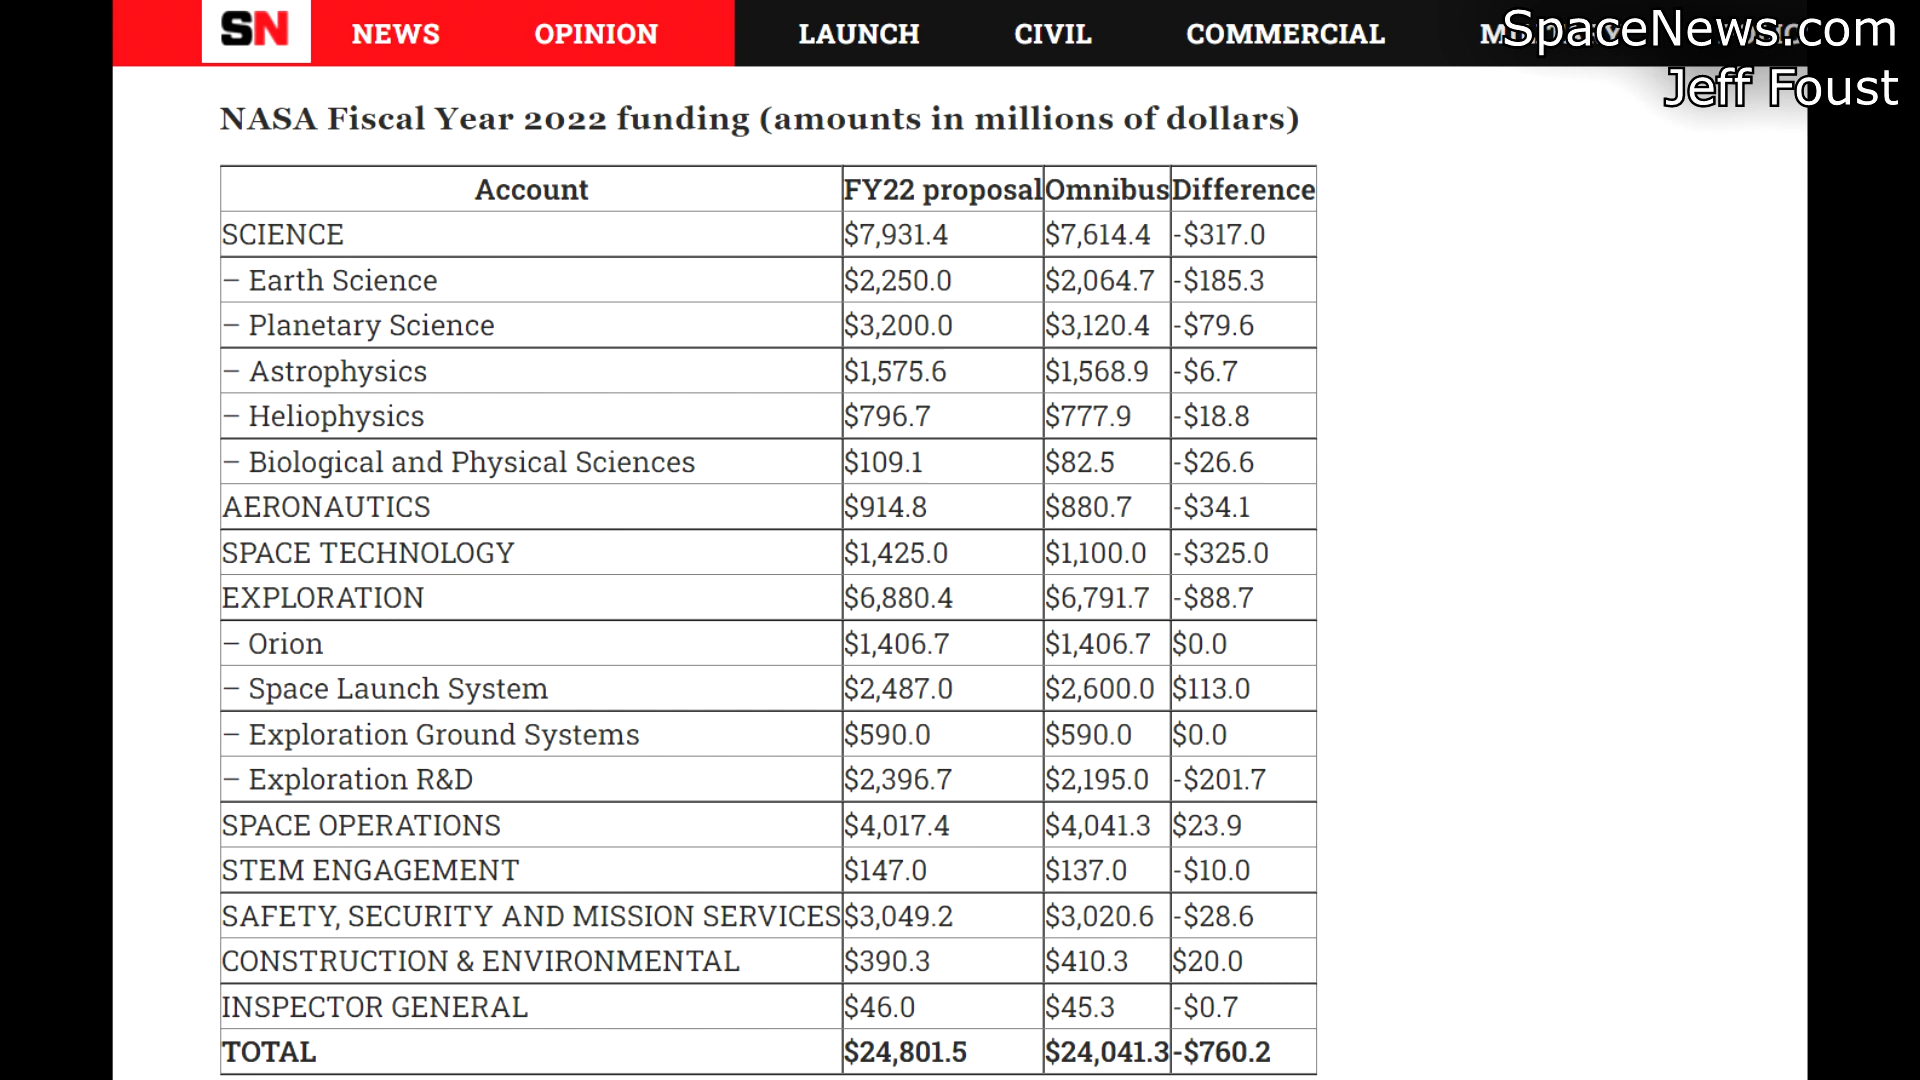 SN NEWS OPINION LAUNCH CIVIL COMMERCIAL
SpaceNews.com
Jeff Foust
NASA Fiscal Year 2022 funding (amounts in millions of dollars)
Account FY22 proposal Omnibus Difference
SCIENCE $7,931.4 $7,614.4 -$317.0
– Earth Science $2,250.0 $2,064.7 -$185.3
– Planetary Science $3,200.0 $3,120.4 -$79.6
– Astrophysics $1,575.6 $1,568.9 -$6.7
– Heliophysics $796.7 $777.9 -$18.8
– Biological and Physical Sciences $109.1 $82.5 -$26.6
AERONAUTICS $914.8 $880.7 -$34.1
SPACE TECHNOLOGY $1,425.0 $1,100.0 -$325.0
EXPLORATION $6,880.4 $6,791.7 -$88.7
– Orion $1,406.7 $1,406.7 $0.0
– Space Launch System $2,487.0 $2,600.0 $113.0
– Exploration Ground Systems $590.0 $590.0 $0.0
– Exploration R&D $2,396.7 $2,195.0 -$201.7
SPACE OPERATIONS $4,017.4 $4,041.3 $23.9
STEM ENGAGEMENT $147.0 $137.0 -$10.0
SAFETY, SECURITY AND MISSION SERVICES $3,049.2 $3,020.6 -$28.6
CONSTRUCTION & ENVIRONMENTAL $390.3 $410.3 $20.0
INSPECTOR GENERAL $46.0 $45.3 -$0.7
TOTAL $24,801.5 $24,041.3 -$760.2